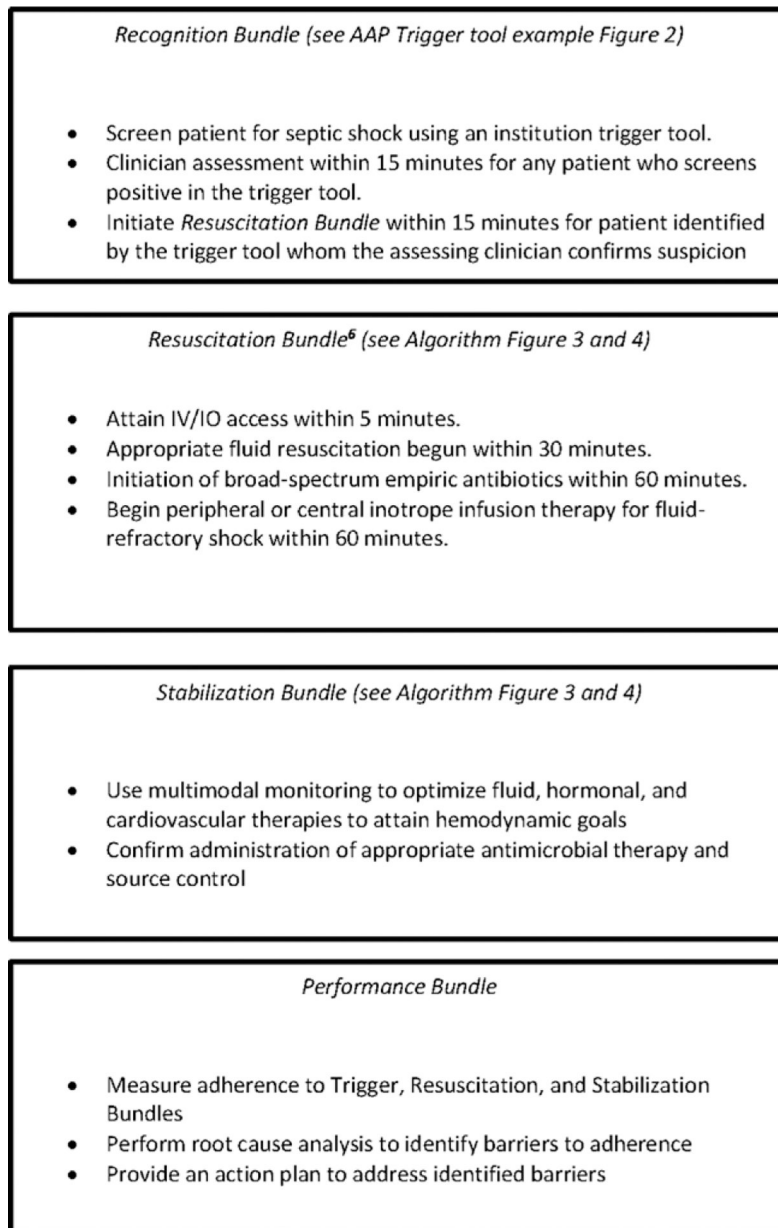 Recognition Bundle (see AAP Trigger tool example Figure 2)
• Screen patient for septic shock using an institution trigger tool.
• Clinician assessment within 15 minutes for any patient who screens
positive in the trigger tool.
• Initiate Resuscitation Bundle within 15 minutes for patient identified
by the trigger tool whom the assessing clinician confirms suspicion
Resuscitation Bundle⁶ (see Algorithm Figure 3 and 4)
• Attain IV/IO access within 5 minutes.
• Appropriate fluid resuscitation begun within 30 minutes.
• Initiation of broad-spectrum empiric antibiotics within 60 minutes.
• Begin peripheral or central inotrope infusion therapy for fluid-
refractory shock within 60 minutes.
Stabilization Bundle (see Algorithm Figure 3 and 4)
• Use multimodal monitoring to optimize fluid, hormonal, and
cardiovascular therapies to attain hemodynamic goals
• Confirm administration of appropriate antimicrobial therapy and
source control
Performance Bundle
• Measure adherence to Trigger, Resuscitation, and Stabilization
Bundles
• Perform root cause analysis to identify barriers to adherence
• Provide an action plan to address identified barriers